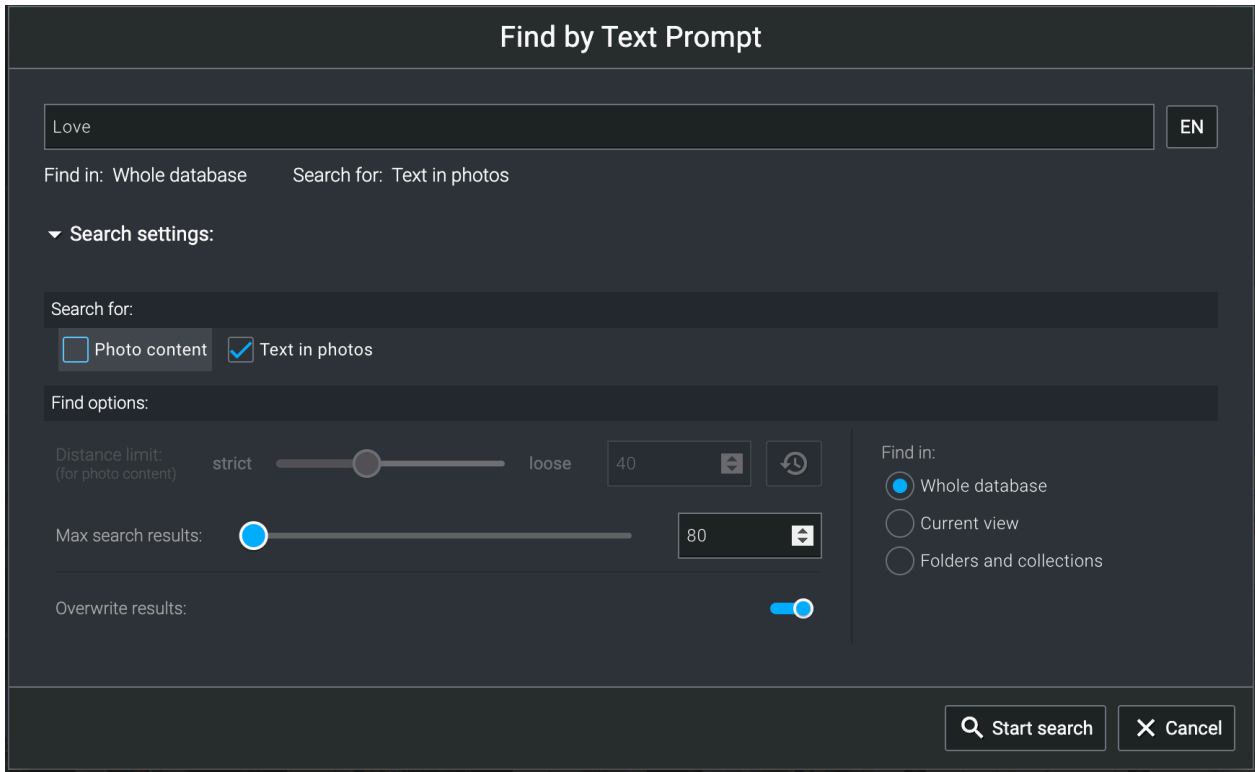 Find by Text Prompt
Love
EN
Find in: Whole database Search for: Text in photos
Search settings:
Search for:
Photo content Text in photos
Find options:
Distance limit:
(for photo content)
strict loose 40
Max search results: 80
Overwrite results:
Find in:
Whole database
Current view
Folders and collections
Start search Cancel